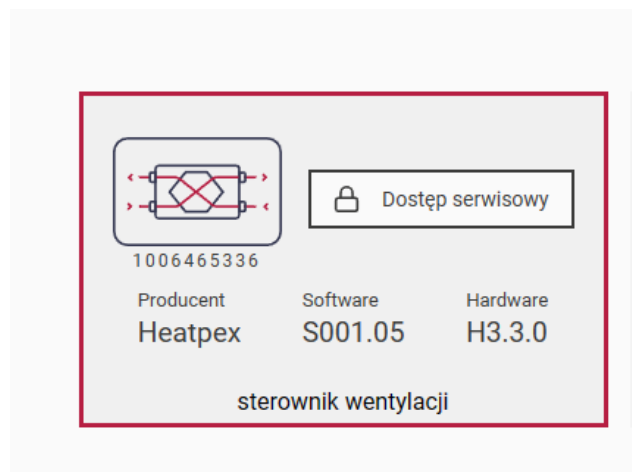 Dostęp serwisowy
1006465336
Producent Software Hardware
Heatpex S001.05 H3.3.0
sterownik wentylacji